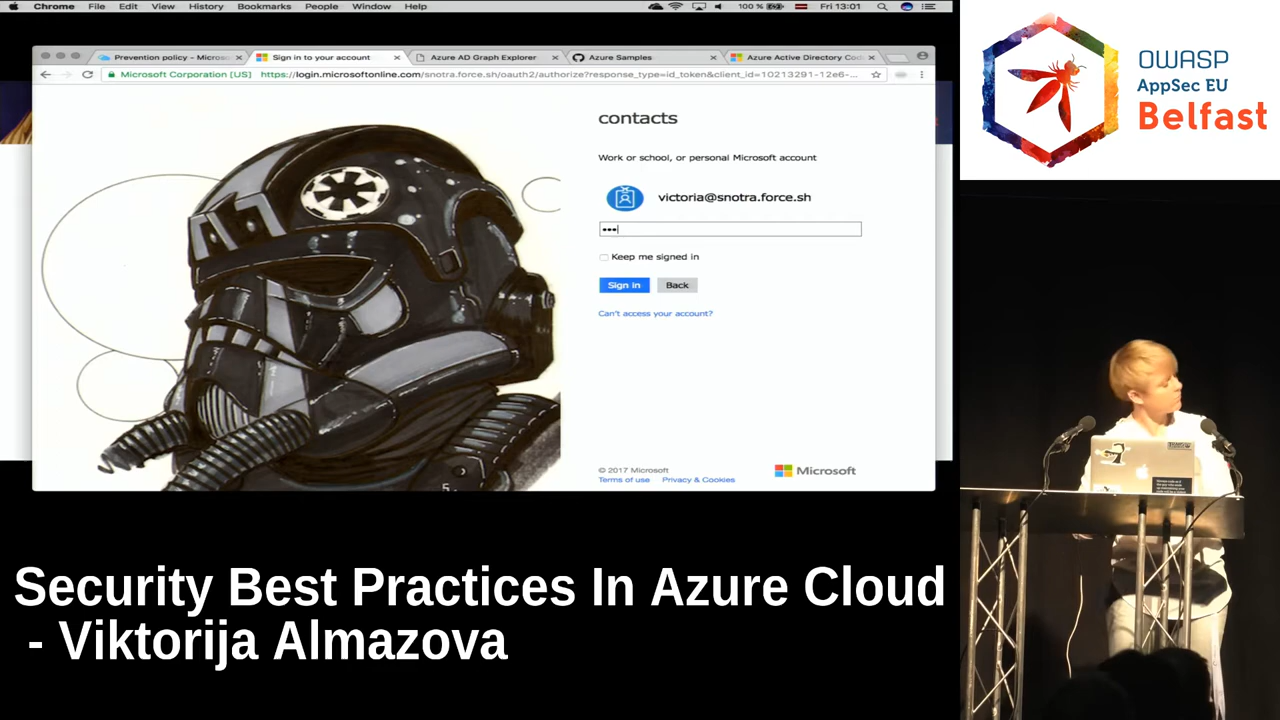 Chrome File Edit View History Bookmarks People Window Help
100 % Fri 13:01
Prevention policy - Micros
Sign in to your account
Azure AD Graph Explorer
Azure Samples
Azure Active Directory Cod
Microsoft Corporation [US] https://login.microsoftonline.com/snotra.force.sh/oauth2/authorize?response_type=id_token&client_id=10213291-12e6-...
contacts
Work or school, or personal Microsoft account
victoria@snotra.force.sh
Keep me signed in
Sign in Back
Can't access your account?
© 2017 Microsoft
Terms of use Privacy & Cookies
Microsoft
OWASP
AppSec EU
Belfast
Security Best Practices In Azure Cloud
- Viktorija Almazova